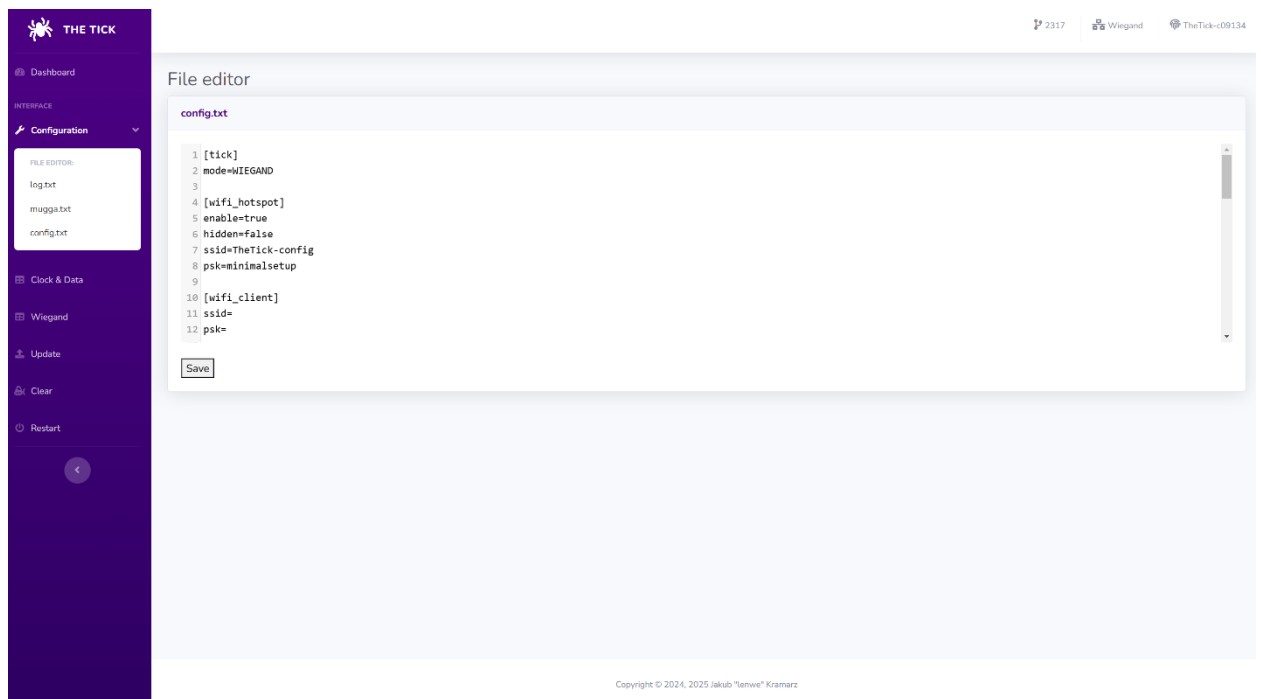 THE TICK
2317
Wiegand
TheTick-c09134
Dashboard
INTERFACE
Configuration
FILE EDITOR:
log.txt
mugga.txt
config.txt
Clock & Data
Wiegand
Update
Clear
Restart
File editor
config.txt
1 [tick]
2 mode=WIEGAND
3
4 [wifi_hotspot]
5 enable=true
6 hidden=false
7 ssid=TheTick-config
8 psk=minimalsetup
9
10 [wifi_client]
11 ssid=
12 psk=
Save
Copyright © 2024, 2025 Jakub "lenwe" Kramarz